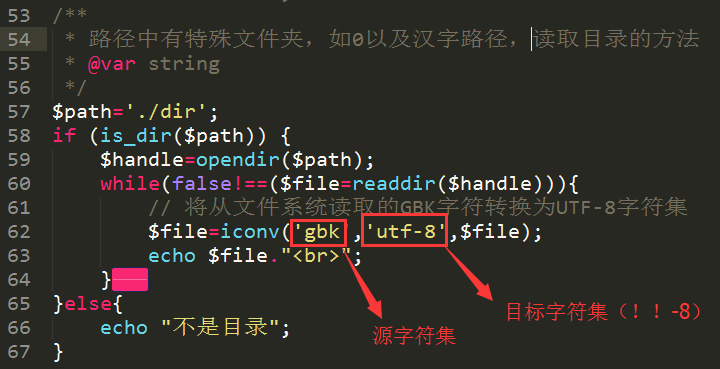 53 /**
54  * 路径中有特殊文件夹，如0以及汉字路径，读取目录的方法
55  * @var string
56  */
57 $path='./dir';
58 if (is_dir($path)) {
59     $handle=opendir($path);
60     while(false!==($file=readdir($handle))){
61         // 将从文件系统读取的GBK字符转换为UTF-8字符集
62         $file=iconv('gbk','utf-8',$file);
63         echo $file."<br>";
64     }
65 }else{
66     echo "不是目录";
67 }
源字符集
目标字符集（！！-8）